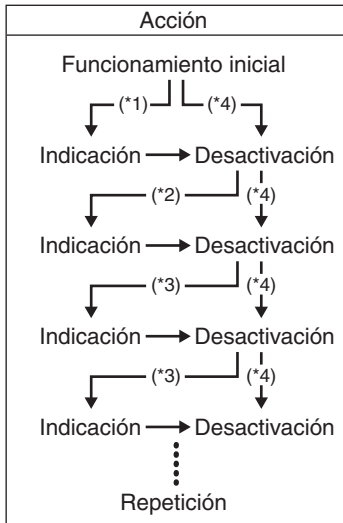 Acción
Funcionamiento inicial
(*1) (*4)
Indicación Desactivación
(*2) (*4)
Indicación Desactivación
(*3) (*4)
Indicación Desactivación
(*3) (*4)
Indicación Desactivación
Repetición